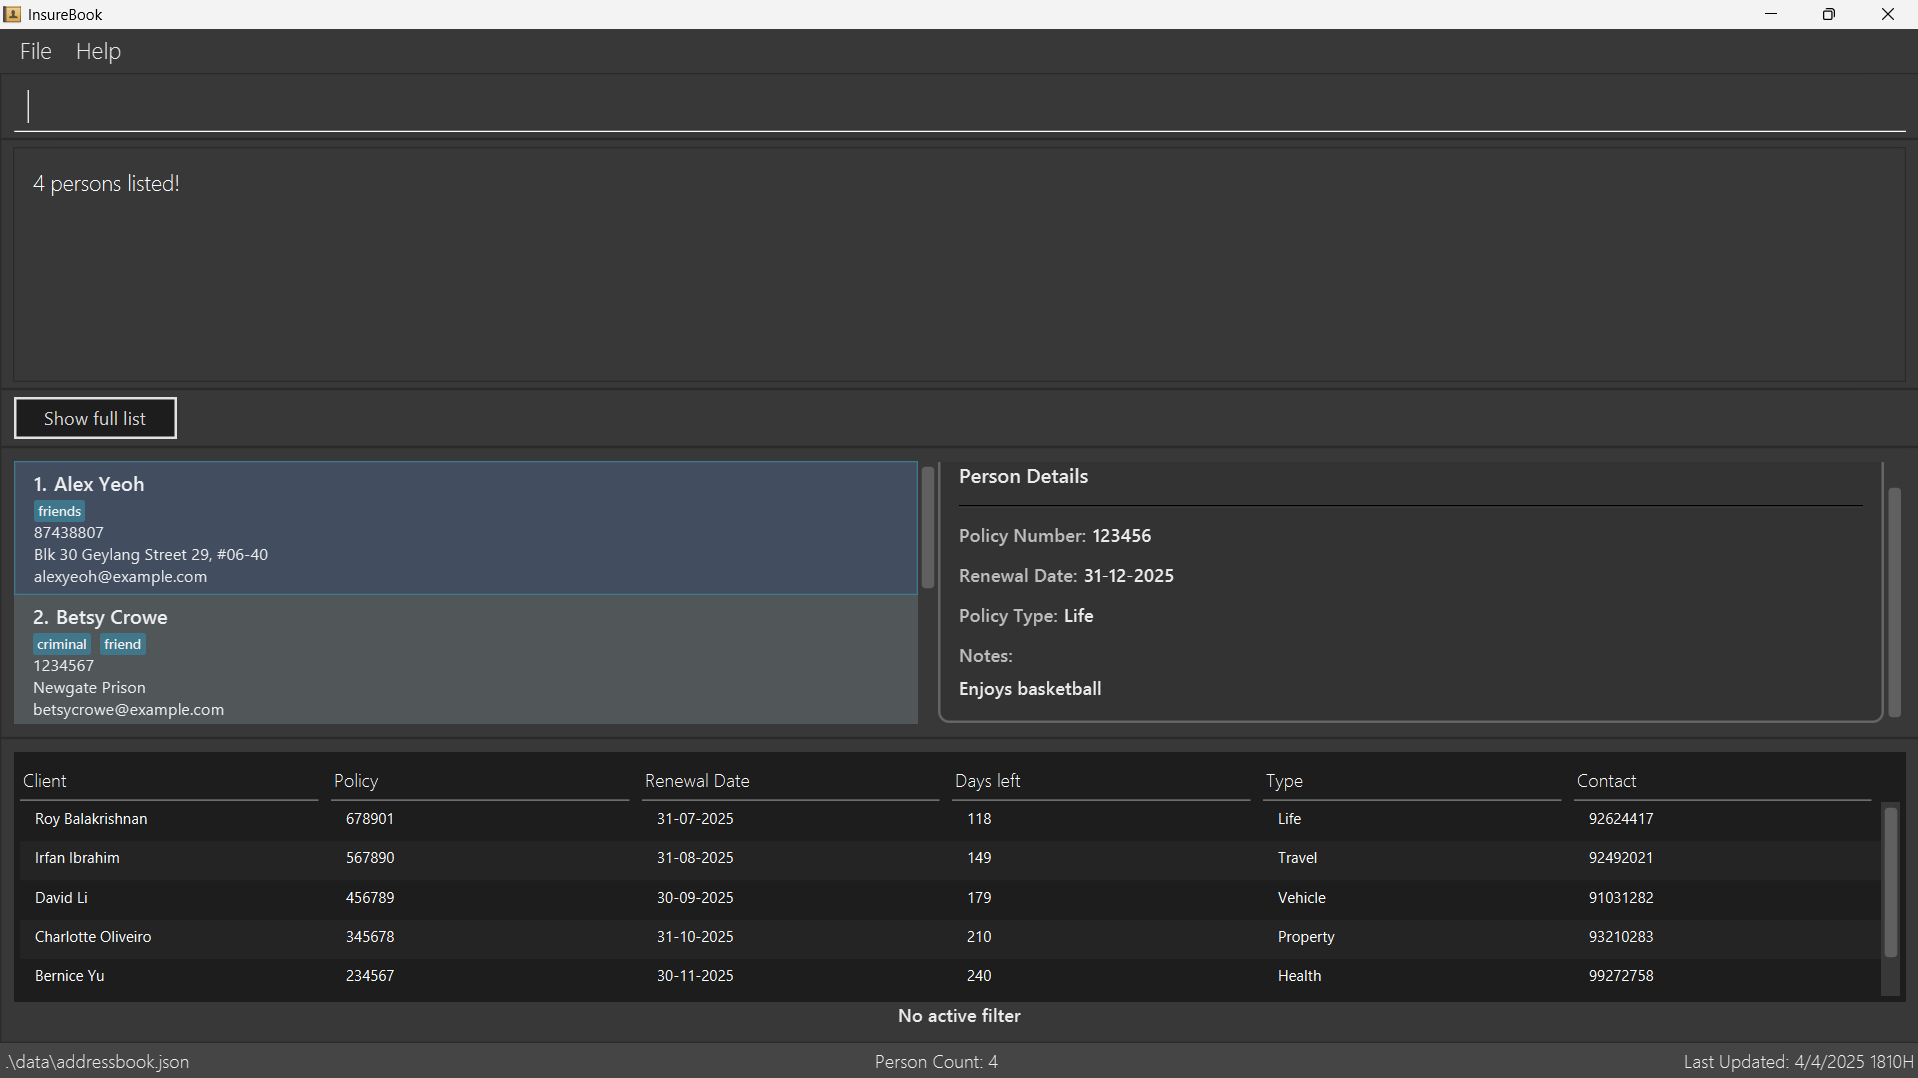 InsureBook
File Help
4 persons listed!
Show full list
1. Alex Yeoh
friends
87438807
Blk 30 Geylang Street 29, #06-40
alexyeoh@example.com
2. Betsy Crowe
criminal friend
1234567
Newgate Prison
betsycrowe@example.com
Person Details
Policy Number: 123456
Renewal Date: 31-12-2025
Policy Type: Life
Notes:
Enjoys basketball
Client Policy Renewal Date Days left Type Contact
Roy Balakrishnan 678901 31-07-2025 118 Life 92624417
Irfan Ibrahim 567890 31-08-2025 149 Travel 92492021
David Li 456789 30-09-2025 179 Vehicle 91031282
Charlotte Oliveiro 345678 31-10-2025 210 Property 93210283
Bernice Yu 234567 30-11-2025 240 Health 99272758
No active filter
.\data\addressbook.json Person Count: 4 Last Updated: 4/4/2025 1810H